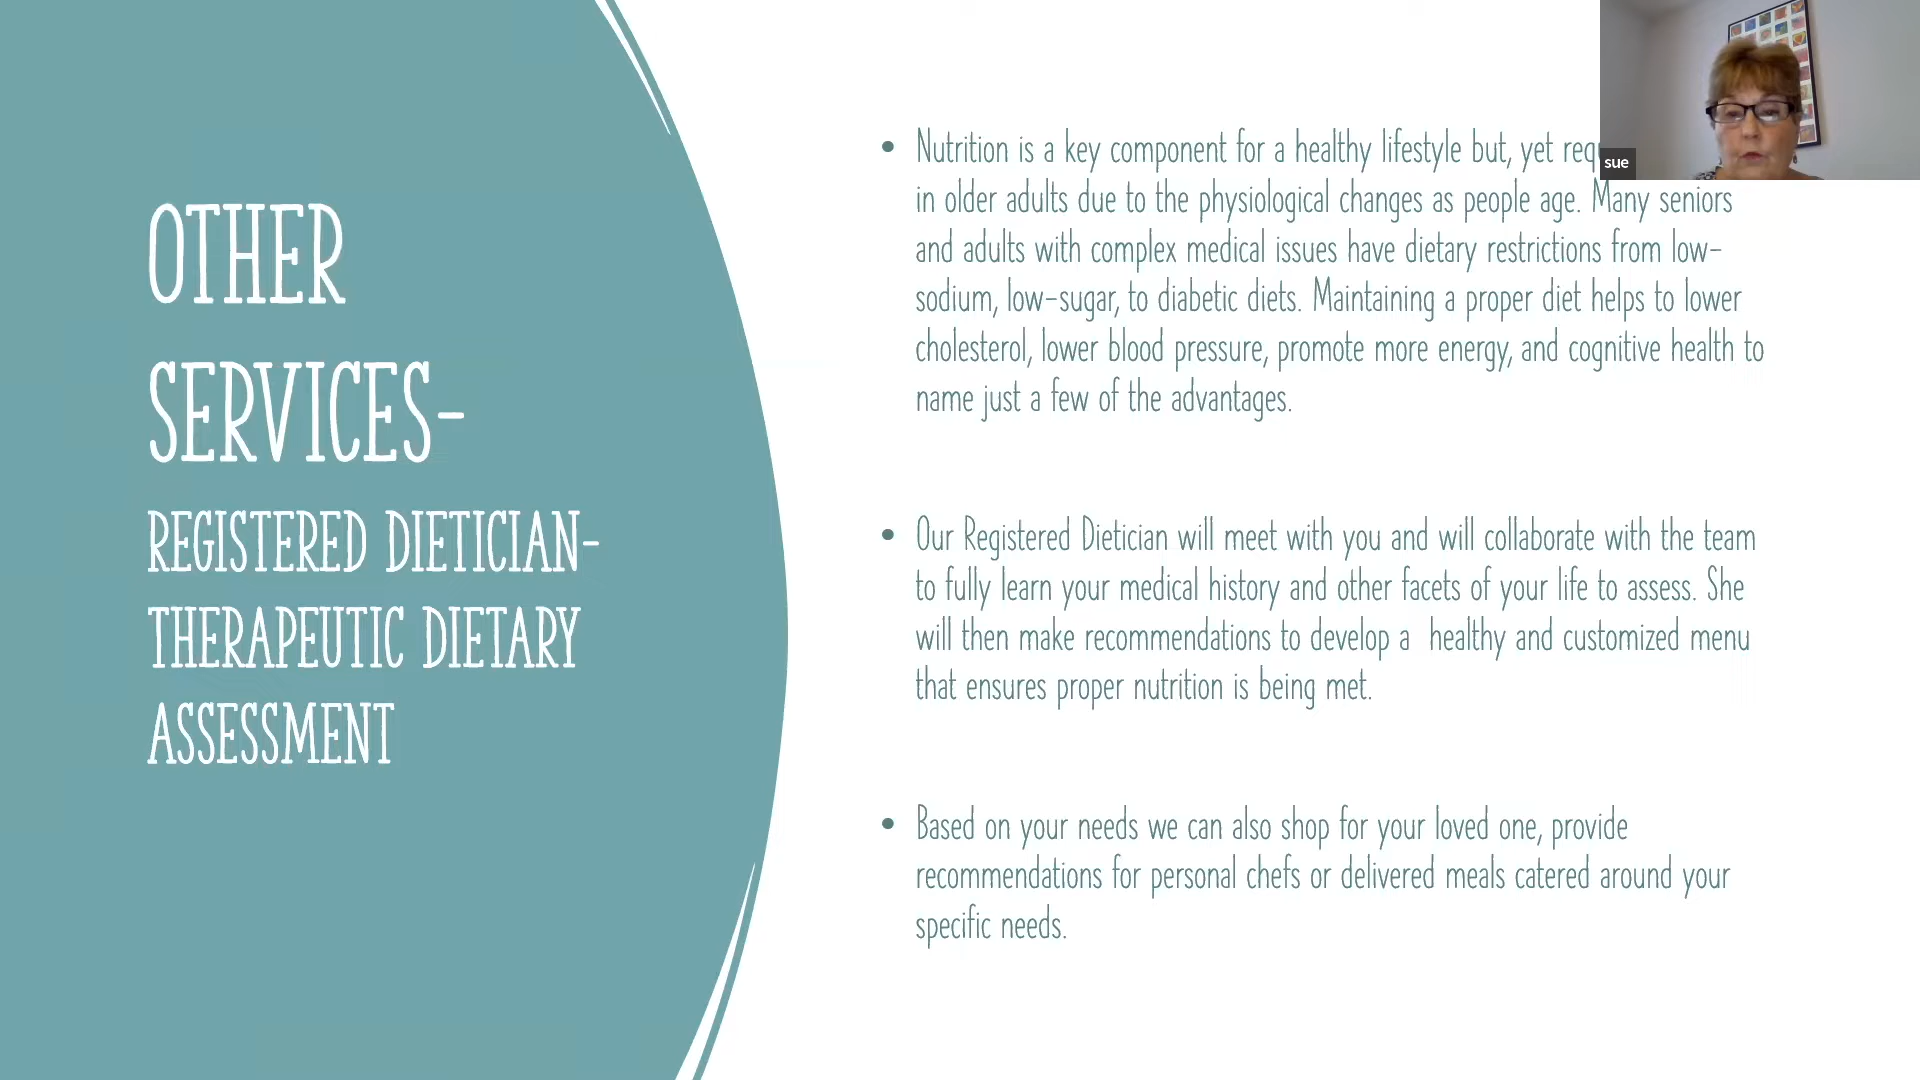 OTHER
SERVICES-
REGISTERED DIETICIAN-
THERAPEUTIC DIETARY
ASSESSMENT
• Nutrition is a key component for a healthy lifestyle but, yet
in older adults due to the physiological changes as people age. Many seniors
and adults with complex medical issues have dietary restrictions from low-
sodium, low-sugar, to diabetic diets. Maintaining a proper diet helps to lower
cholesterol, lower blood pressure, promote more energy, and cognitive health to
name just a few of the advantages.
• Our Registered Dietician will meet with you and will collaborate with the team
to fully learn your medical history and other facets of your life to assess. She
will then make recommendations to develop a healthy and customized menu
that ensures proper nutrition is being met.
• Based on your needs we can also shop for your loved one, provide
recommendations for personal chefs or delivered meals catered around your
specific needs.
sue